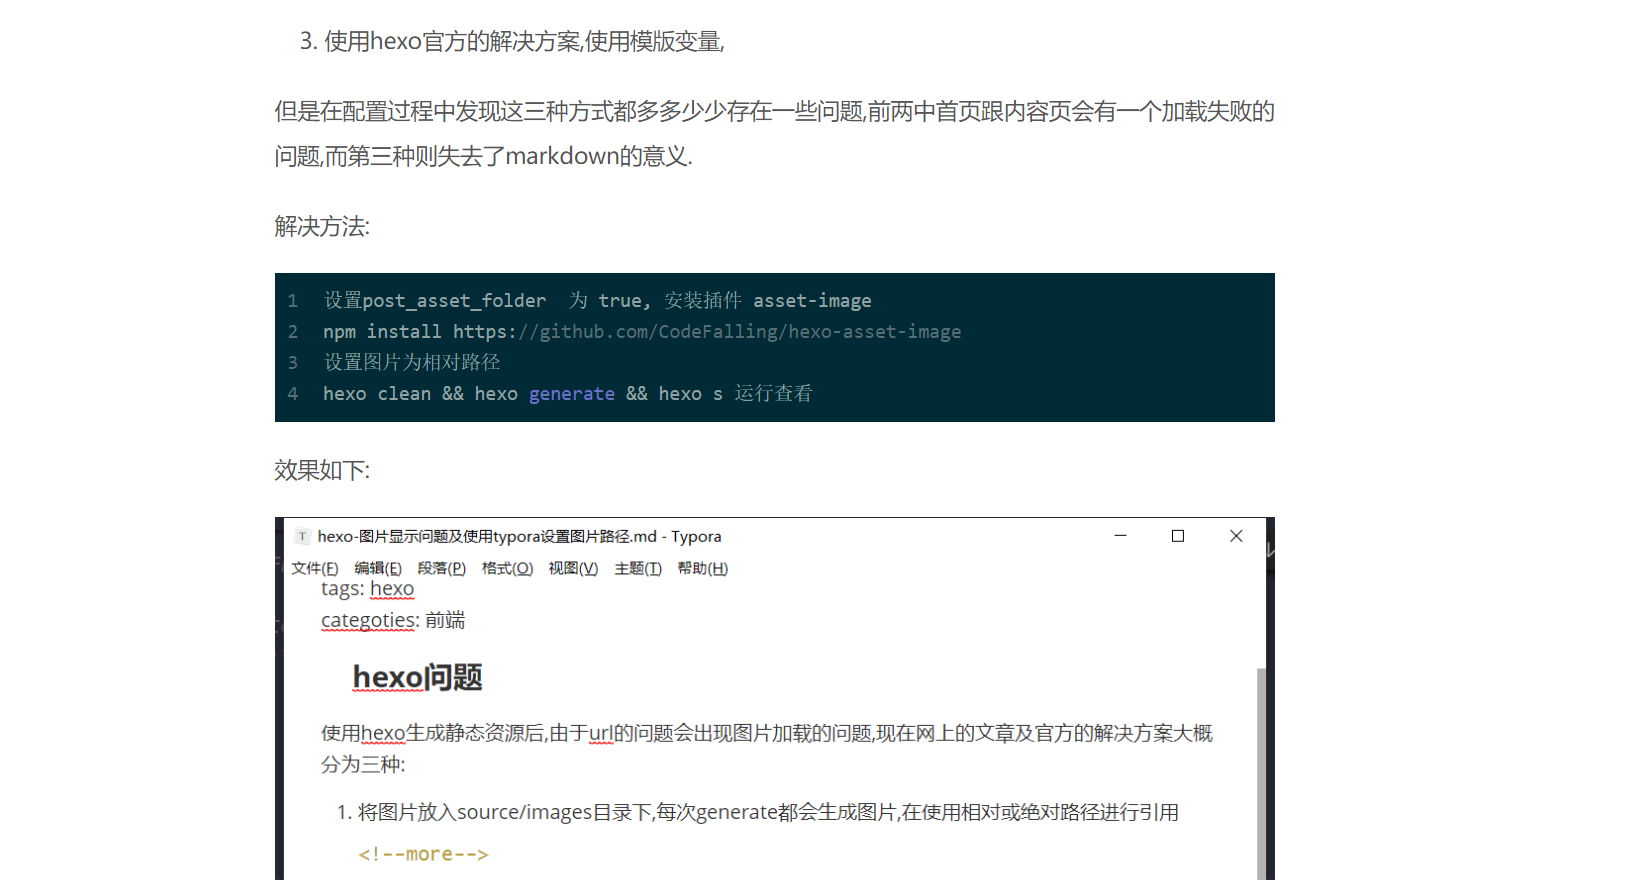 3. 使用hexo官方的解决方案,使用模版变量,
但是在配置过程中发现这三种方式都多多少少存在一些问题,前两中首页跟内容页会有一个加载失败的
问题,而第三种则失去了markdown的意义.
解决方法:
1 设置post_asset_folder 为 true, 安装插件 asset-image
2 npm install https://github.com/CodeFalling/hexo-asset-image
3 设置图片为相对路径
4 hexo clean && hexo generate && hexo s 运行查看
效果如下:
hexo-图片显示问题及使用typora设置图片路径.md - Typora
文件(F) 编辑(E) 段落(P) 格式(O) 视图(V) 主题(T) 帮助(H)
tags: hexo
categoties: 前端
hexo问题
使用hexo生成静态资源后,由于url的问题会出现图片加载的问题,现在网上的文章及官方的解决方案大概
分为三种:
1. 将图片放入source/images目录下,每次generate都会生成图片,在使用相对或绝对路径进行引用
<!--more-->